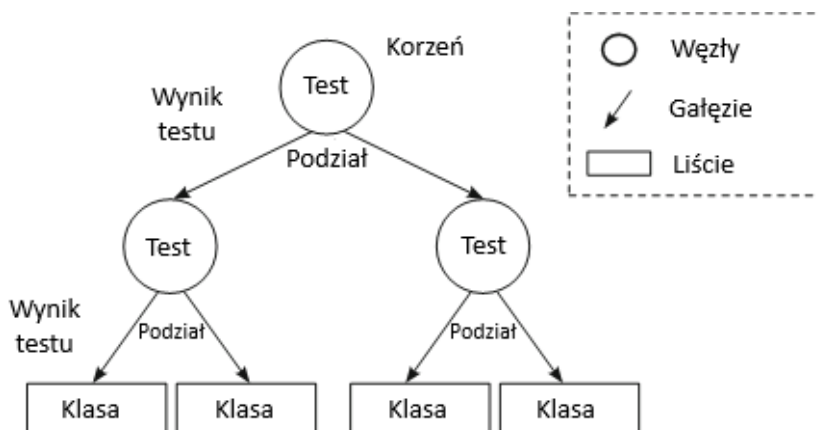 Korzeń
Test
Wynik
testu
Podział
Test
Test
Wynik
testu
Podział
Podział
Klasa
Klasa
Klasa
Klasa
Węzły
Gałęzie
Liście